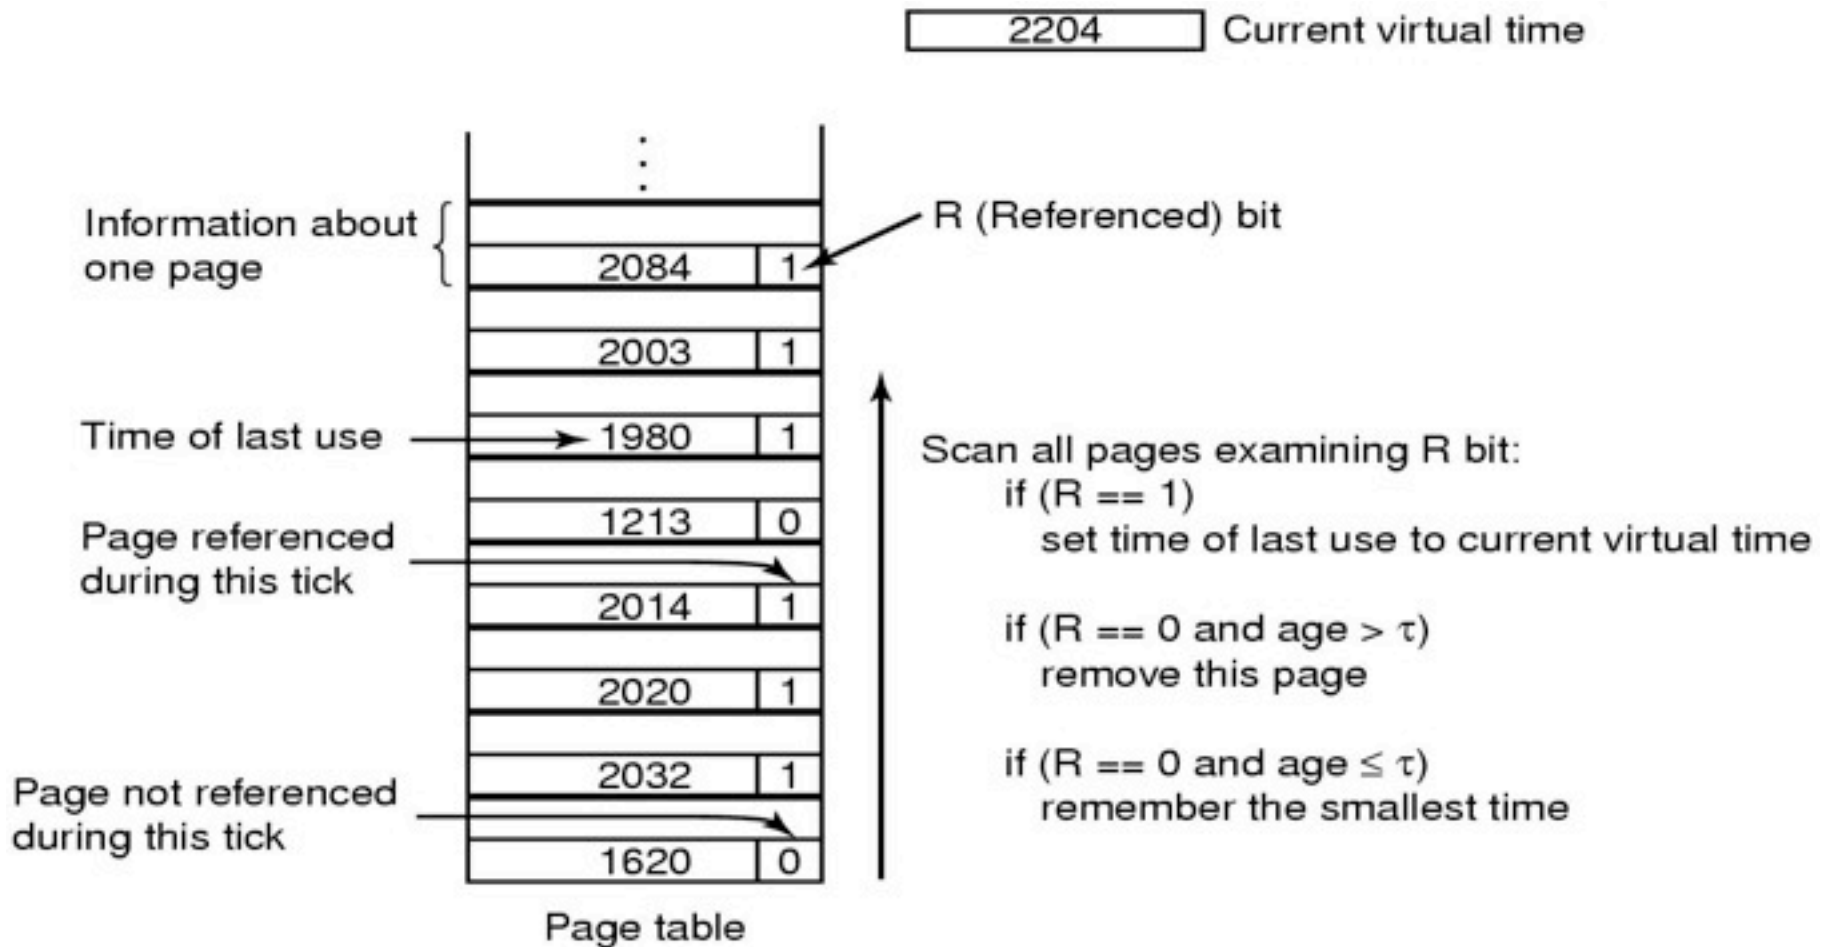 2204 Current virtual time
Information about
one page
R (Referenced) bit
2084 1
2003 1
Time of last use
1980 1
1213 0
Page referenced
during this tick
2014 1
2020 1
2032 1
Page not referenced
during this tick
1620 0
Page table
Scan all pages examining R bit:
if (R == 1)
set time of last use to current virtual time
if (R == 0 and age > τ)
remove this page
if (R == 0 and age ≤ τ)
remember the smallest time